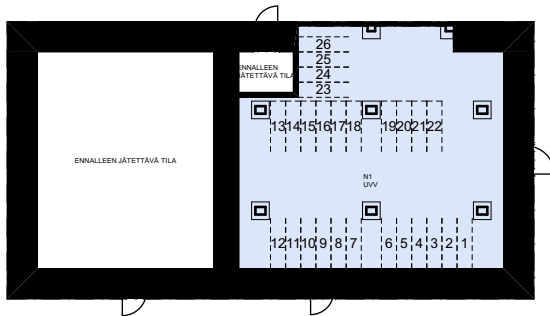 26
25
24
23
ENNALLEEN
JÄTETTÄVÄ TILA
13 14 15 16 17 18 19 20 21 22
ENNALLEEN JÄTETTÄVÄ TILA
N1
UVV
12 11 10 9 8 7 6 5 4 3 2 1